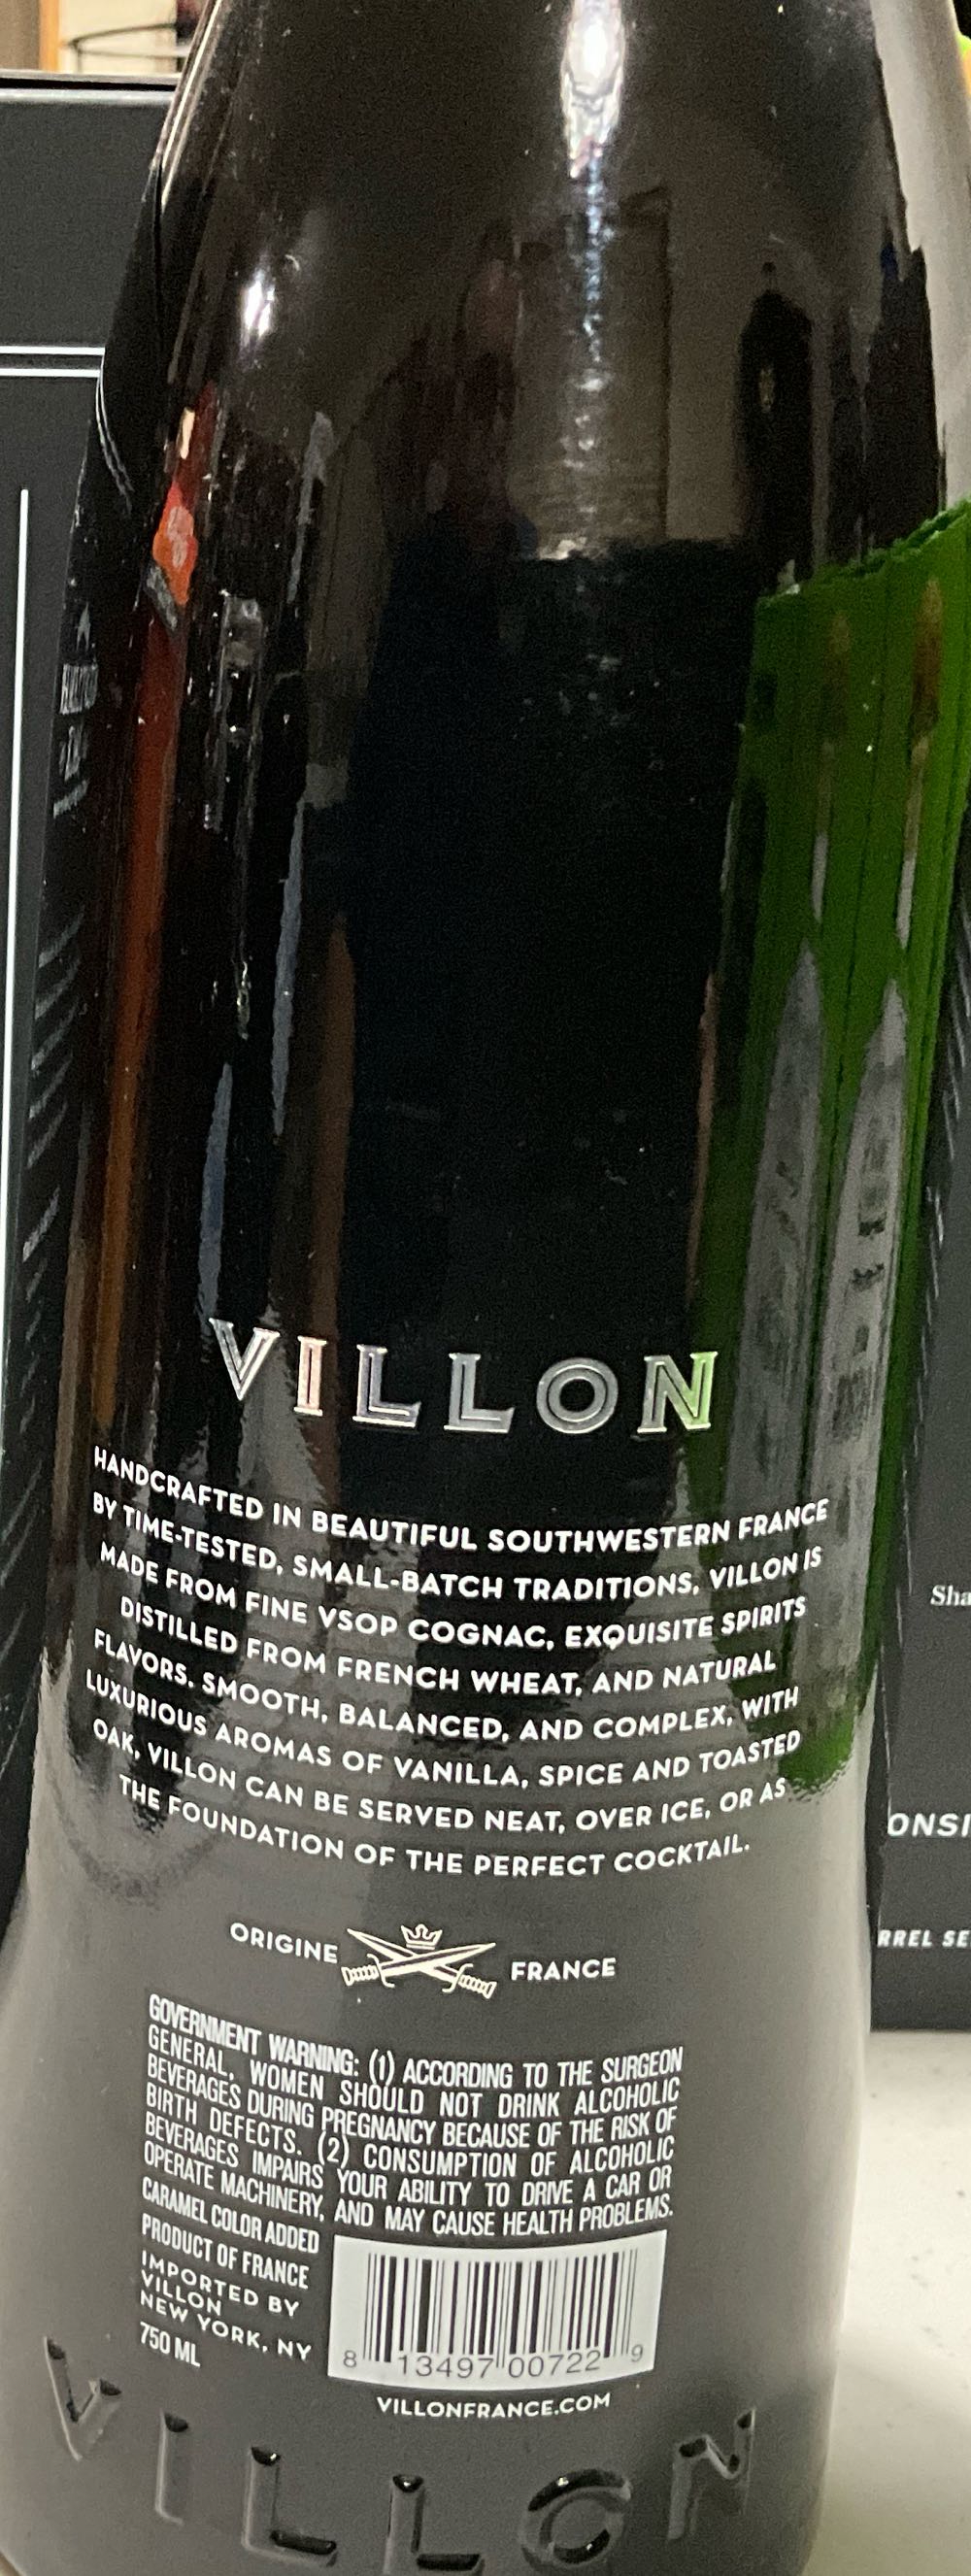 VILLON
HANDCRAFTED IN BEAUTIFUL SOUTHWESTERN FRANCE
BY TIME-TESTED, SMALL-BATCH TRADITIONS, VILLON IS
MADE FROM FINE VSOP COGNAC, EXQUISITE SPIRITS
DISTILLED FROM FRENCH WHEAT, AND NATURAL
FLAVORS. SMOOTH, BALANCED, AND COMPLEX, WITH
LUXURIOUS AROMAS OF VANILLA, SPICE AND TOASTED
OAK, VILLON CAN BE SERVED NEAT, OVER ICE, OR AS
THE FOUNDATION OF THE PERFECT COCKTAIL.
ORIGINE FRANCE
GOVERNMENT WARNING: (1) ACCORDING TO THE SURGEON
GENERAL, WOMEN SHOULD NOT DRINK ALCOHOLIC
BEVERAGES DURING PREGNANCY BECAUSE OF THE RISK OF
BIRTH DEFECTS. (2) CONSUMPTION OF ALCOHOLIC
BEVERAGES IMPAIRS YOUR ABILITY TO DRIVE A CAR OR
OPERATE MACHINERY, AND MAY CAUSE HEALTH PROBLEMS.
CARAMEL COLOR ADDED
PRODUCT OF FRANCE
IMPORTED BY
VILLON
NEW YORK, NY
750 ML
8 13497 00722 9
VILLONFRANCE.COM
VILLON
Sha
ONSI
RREL SE